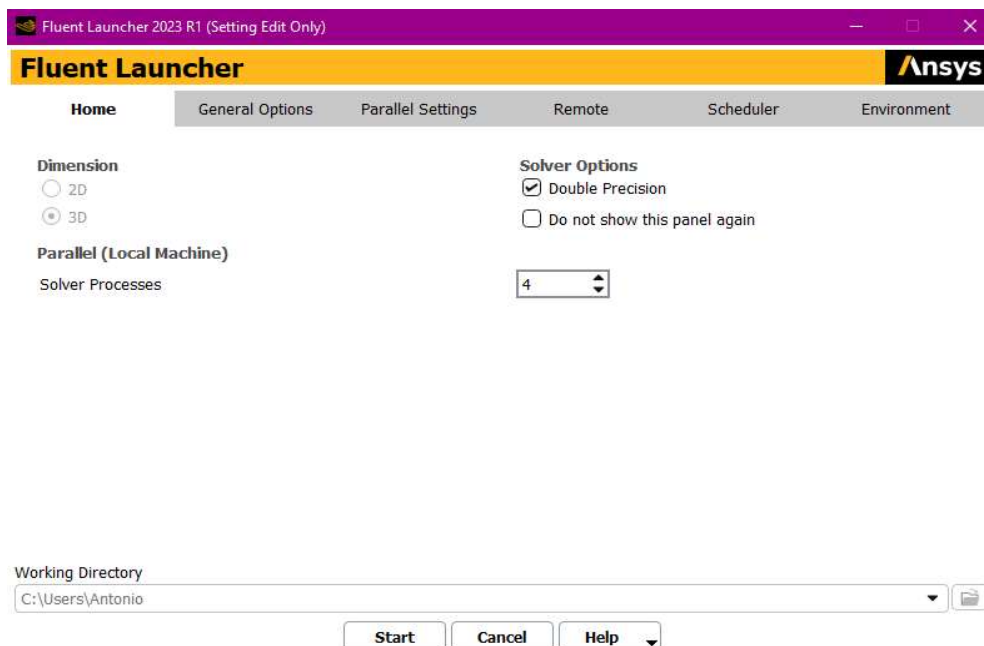 Fluent Launcher 2023 R1 (Setting Edit Only)
Fluent Launcher
Ansys
Home General Options Parallel Settings Remote Scheduler Environment
Dimension
2D
3D
Parallel (Local Machine)
Solver Processes
Solver Options
Double Precision
Do not show this panel again
4
Working Directory
C:\Users\Antonio
Start Cancel Help